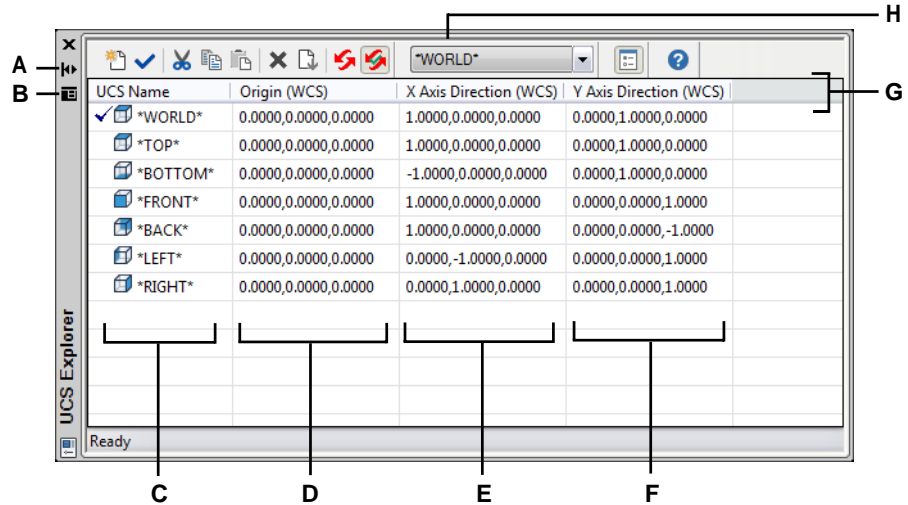 H
A
B
G
*WORLD*
UCS Name Origin (WCS) X Axis Direction (WCS) Y Axis Direction (WCS)
*WORLD* 0.0000,0.0000,0.0000 1.0000,0.0000,0.0000 0.0000,1.0000,0.0000
*TOP* 0.0000,0.0000,0.0000 1.0000,0.0000,0.0000 0.0000,1.0000,0.0000
*BOTTOM* 0.0000,0.0000,0.0000 -1.0000,0.0000,0.0000 0.0000,1.0000,0.0000
*FRONT* 0.0000,0.0000,0.0000 1.0000,0.0000,0.0000 0.0000,0.0000,1.0000
*BACK* 0.0000,0.0000,0.0000 1.0000,0.0000,0.0000 0.0000,0.0000,-1.0000
*LEFT* 0.0000,0.0000,0.0000 0.0000,-1.0000,0.0000 0.0000,0.0000,1.0000
*RIGHT* 0.0000,0.0000,0.0000 0.0000,1.0000,0.0000 0.0000,0.0000,1.0000
UCS Explorer
Ready
C D E F